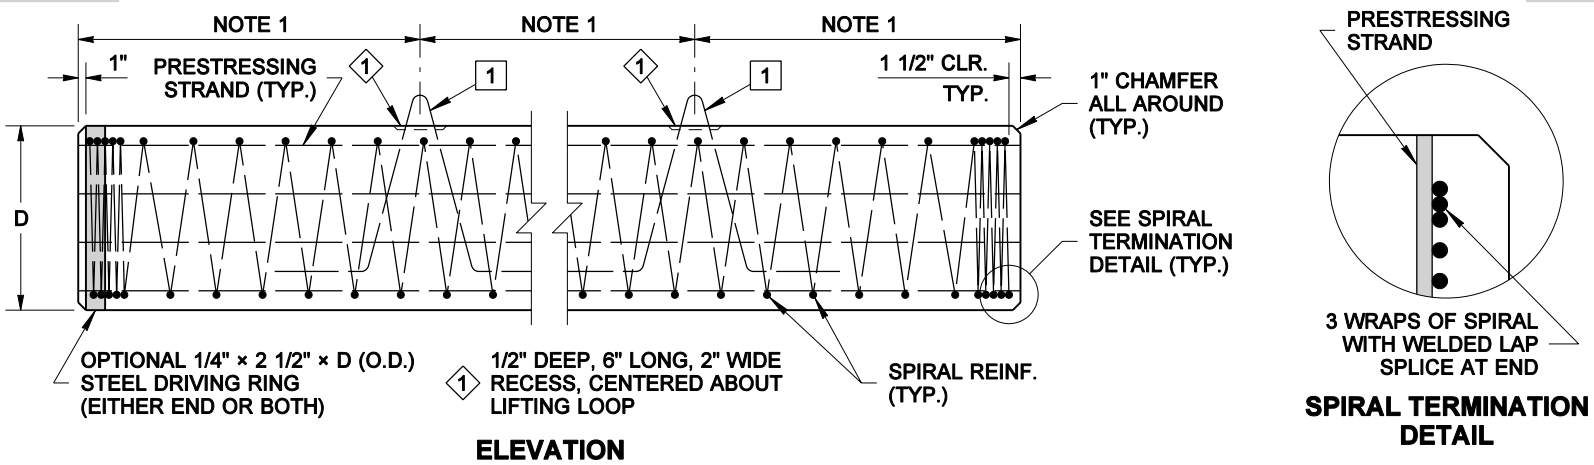 NOTE 1
NOTE 1
NOTE 1
1"
PRESTRESSING
STRAND (TYP.)
1
1
1
1
1 1/2" CLR.
TYP.
1" CHAMFER
ALL AROUND
(TYP.)
D
SEE SPIRAL
TERMINATION
DETAIL (TYP.)
OPTIONAL 1/4" × 2 1/2" × D (O.D.)
STEEL DRIVING RING
(EITHER END OR BOTH)
1
1/2" DEEP, 6" LONG, 2" WIDE
RECESS, CENTERED ABOUT
LIFTING LOOP
SPIRAL REINF.
(TYP.)
ELEVATION
PRESTRESSING
STRAND
3 WRAPS OF SPIRAL
WITH WELDED LAP
SPLICE AT END
SPIRAL TERMINATION
DETAIL